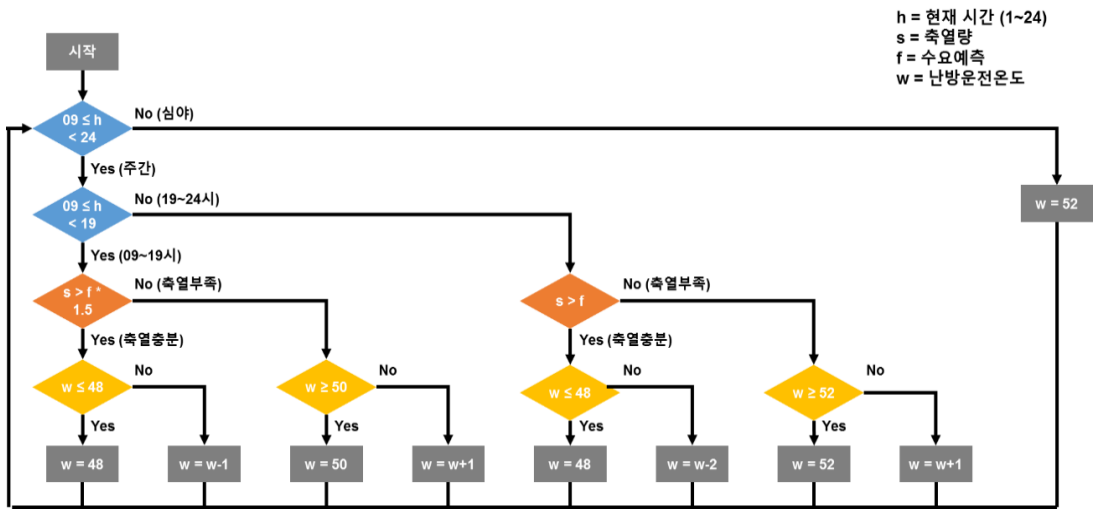 h = 현재 시간 (1~24)
s = 축열량
f = 수요예측
w = 난방운전온도
시작
09 ≤ h
< 24
No (심야)
Yes (주간)
09 ≤ h
< 19
No (19~24시)
w = 52
Yes (09~19시)
s > f *
1.5
No (축열부족)
s > f
No (축열부족)
Yes (축열충분)
Yes (축열충분)
w ≤ 48
No
w ≥ 50
No
w ≤ 48
No
w ≥ 52
No
Yes
Yes
Yes
Yes
w = 48
w = w-1
w = 50
w = w+1
w = 48
w = w-2
w = 52
w = w+1